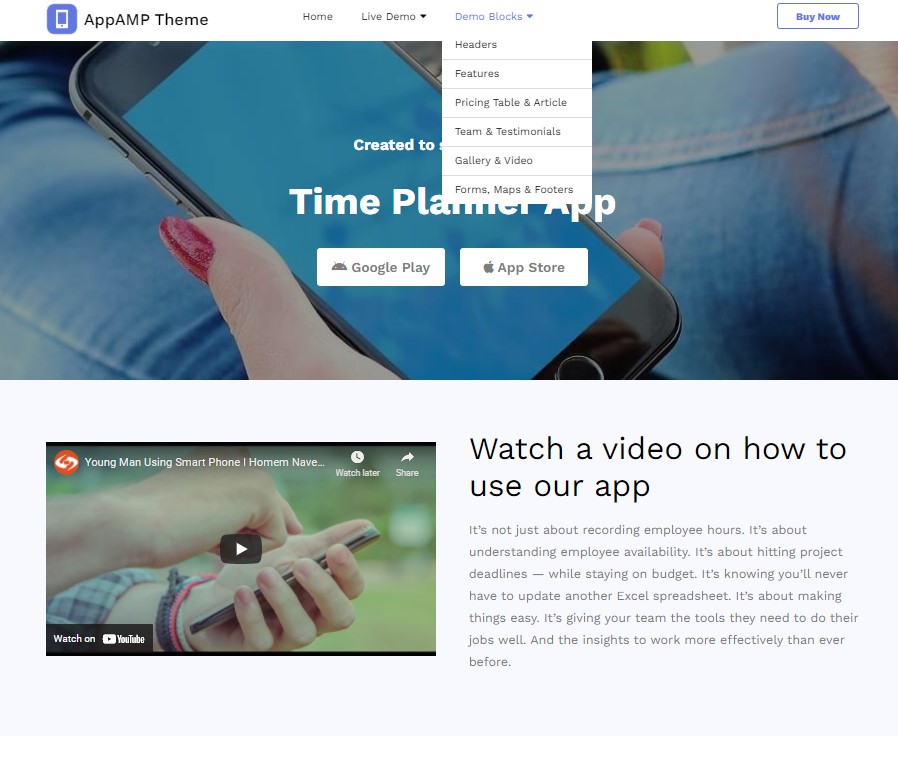 AppAMP Theme
Home
Live Demo
Demo Blocks
Buy Now
Headers
Features
Pricing Table & Article
Team & Testimonials
Gallery & Video
Forms, Maps & Footers
Created to
Time Planner App
Google Play
App Store
Young Man Using Smart Phone | Homem Nave...
Watch later
Share
Watch on YouTube
Watch a video on how to
use our app
It’s not just about recording employee hours. It’s about
understanding employee availability. It’s about hitting project
deadlines — while staying on budget. It’s knowing you’ll never
have to update another Excel spreadsheet. It’s about making
things easy. It’s giving your team the tools they need to do their
jobs well. And the insights to work more effectively than ever
before.